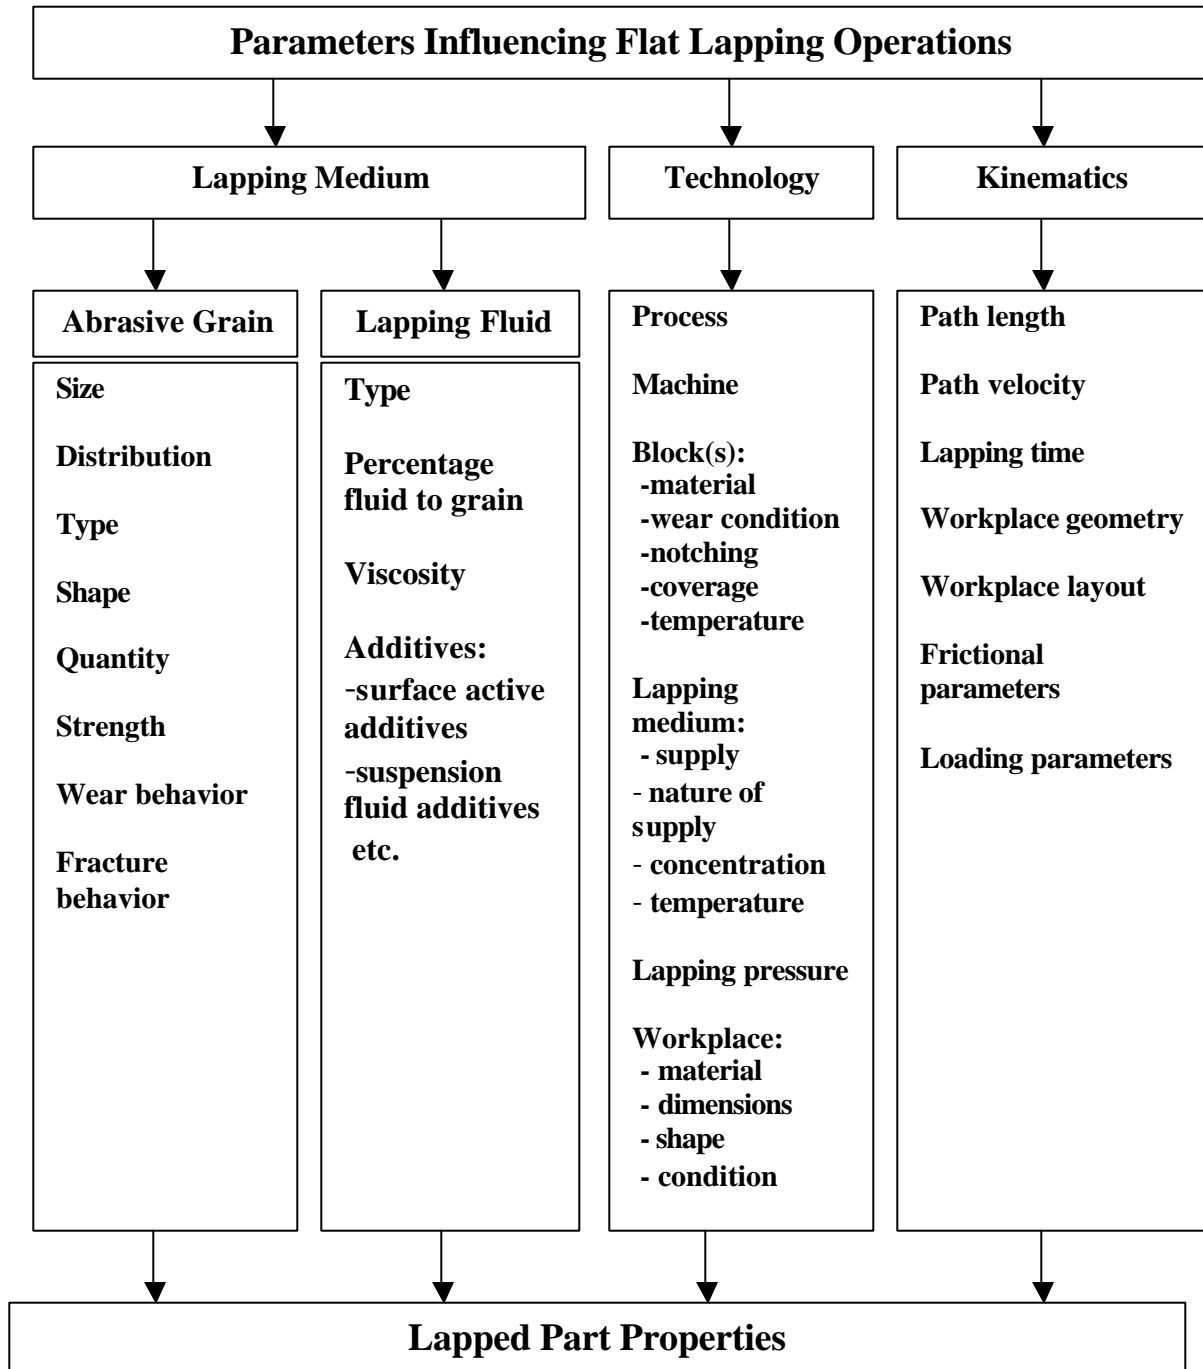 Parameters Influencing Flat Lapping Operations
Lapping Medium
Technology
Kinematics
Abrasive Grain
Size
Distribution
Type
Shape
Quantity
Strength
Wear behavior
Fracture
behavior
Lapping Fluid
Type
Percentage
fluid to grain
Viscosity
Additives:
-surface active
additives
-suspension
fluid additives
etc.
Process
Machine
Block(s):
-material
-wear condition
-notching
-coverage
-temperature
Lapping
medium:
- supply
- nature of
supply
- concentration
- temperature
Lapping pressure
Workplace:
- material
- dimensions
- shape
- condition
Path length
Path velocity
Lapping time
Workplace geometry
Workplace layout
Frictional
parameters
Loading parameters
Lapped Part Properties